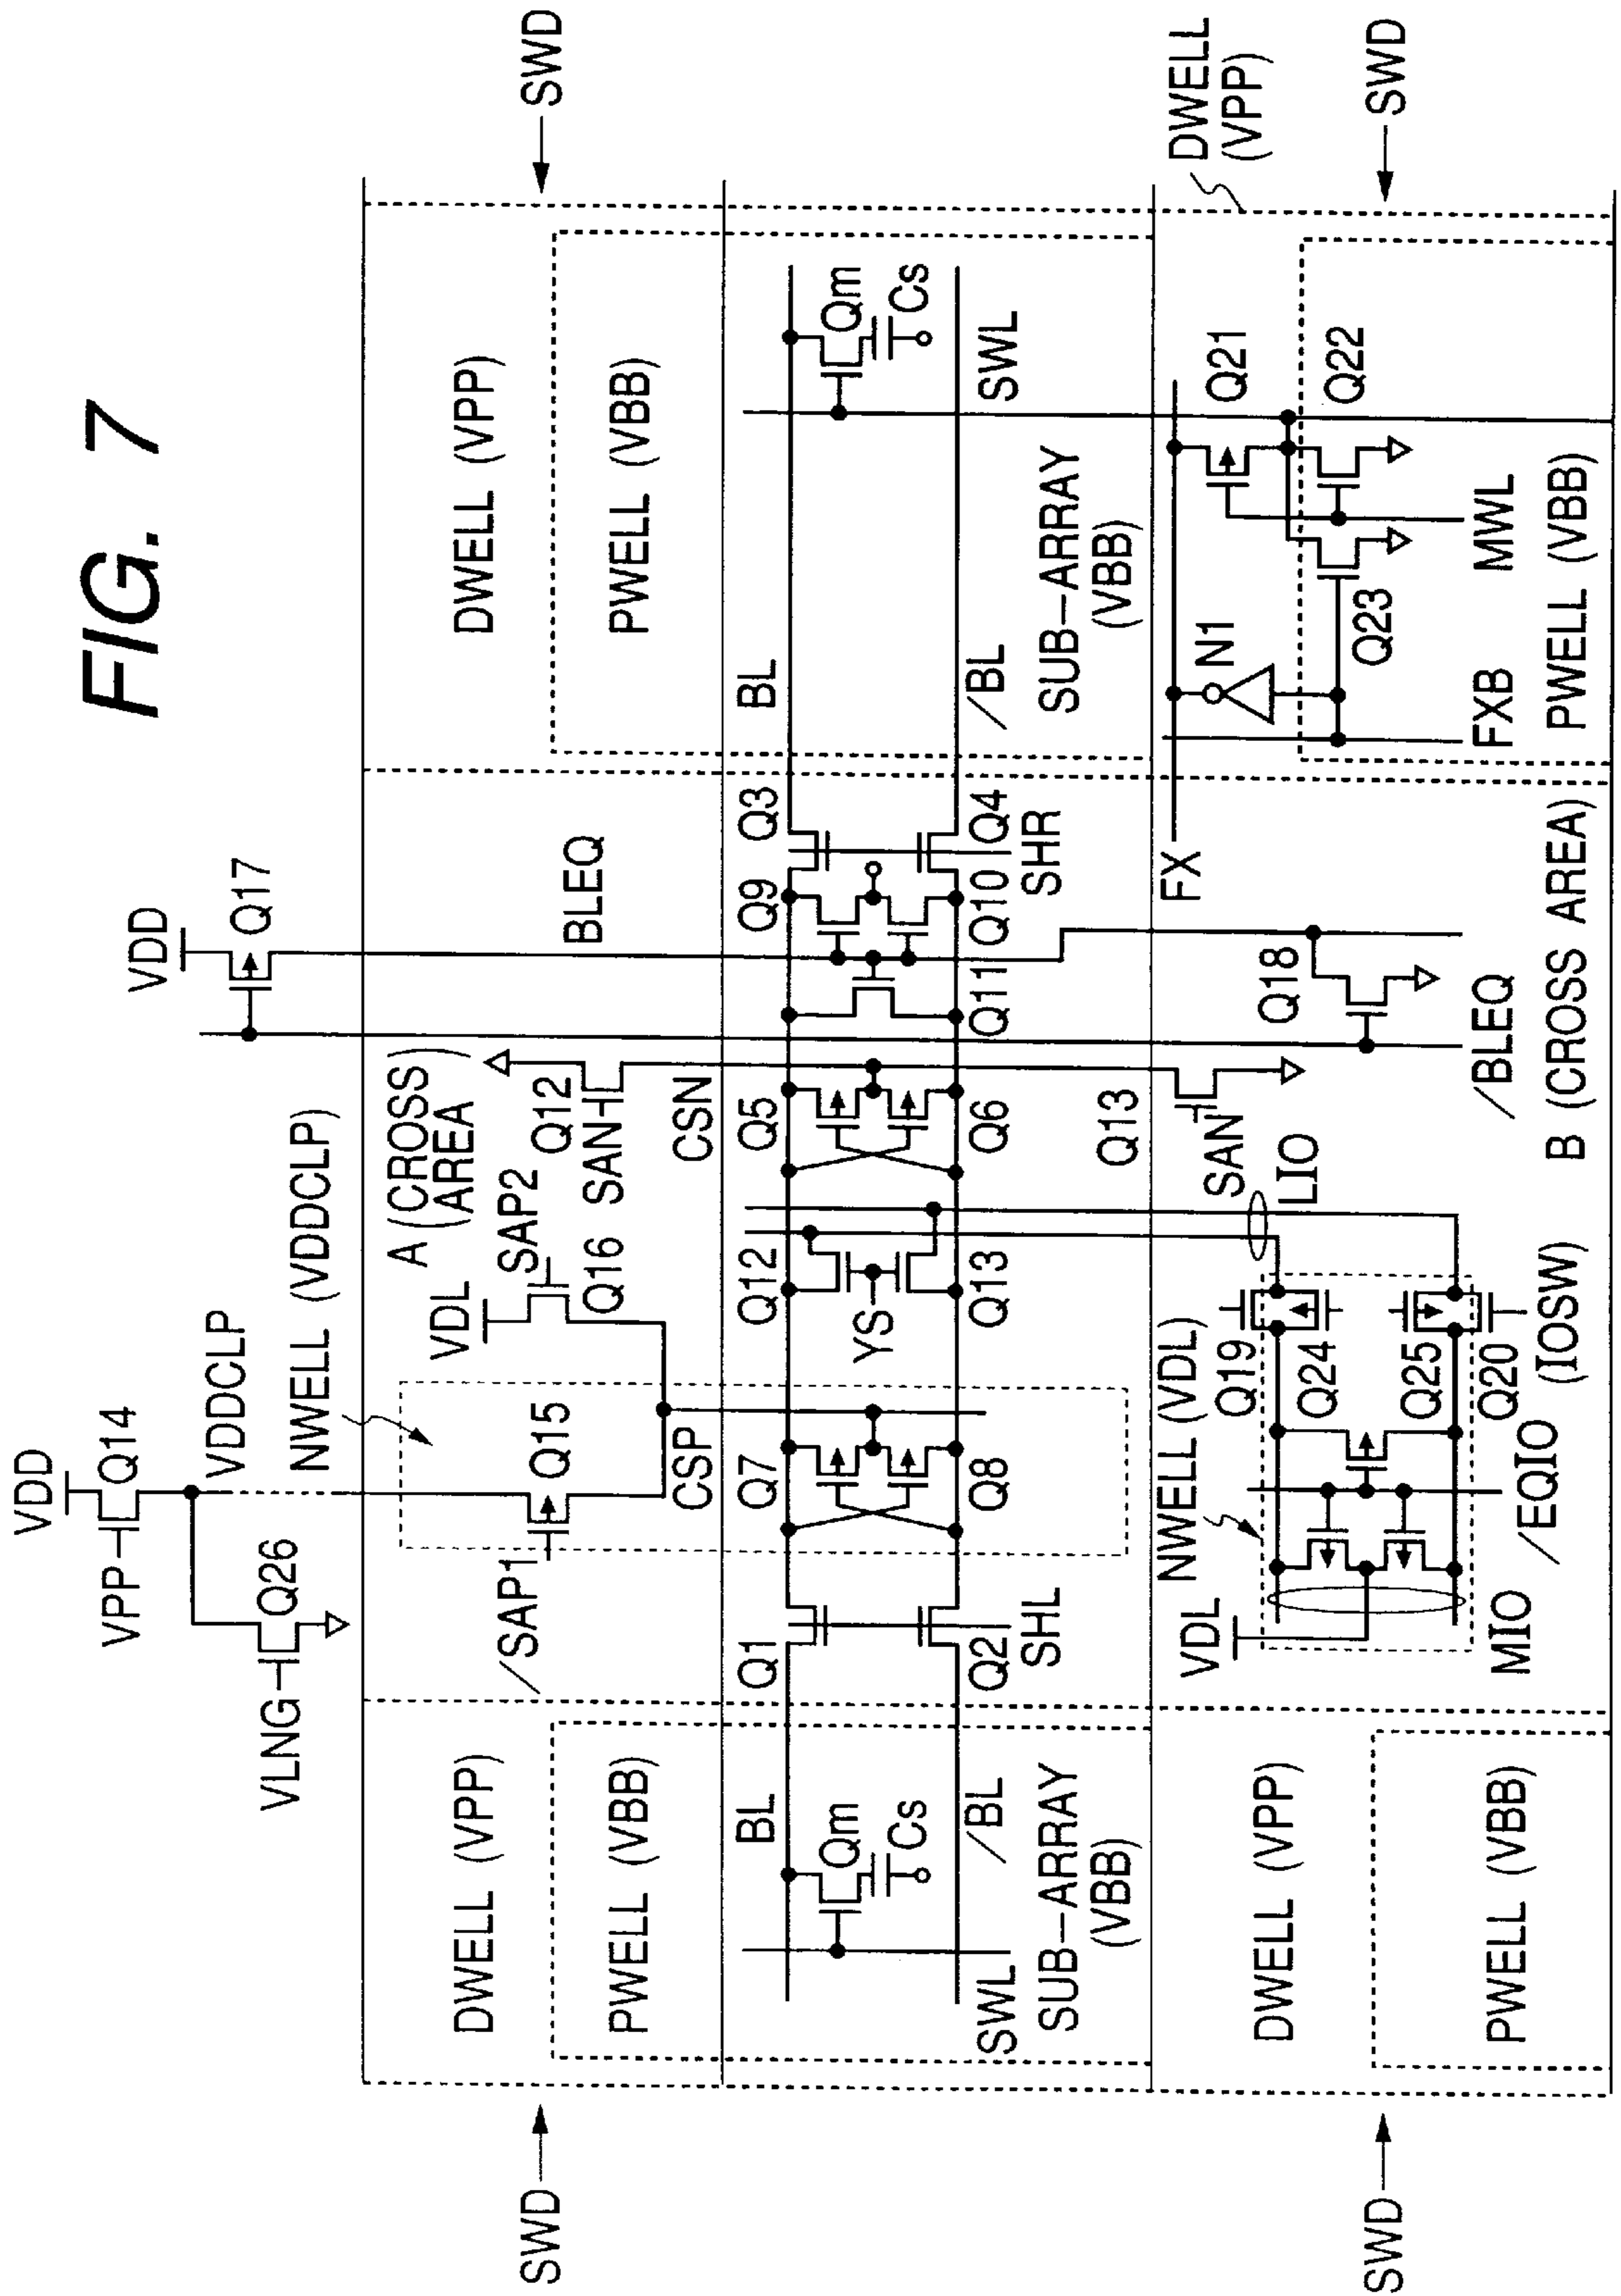 FIG. 7
VDD
VPP
Q14
VLNG
Q26
VDDCLP
NWELL (VDDCLP)
VDD
Q17
SWD
DWELL (VPP)
PWELL (VBB)
/SAP1
Q15
CSP
VDL
SAP2
Q16
A (CROSS AREA)
Q12
SAN
CSN
BLEQ
DWELL (VPP)
PWELL (VBB)
SWD
BL
Qm
Cs
/BL
SWL
SUB-ARRAY
(VBB)
Q1
Q2
SHL
Q7
Q8
Q12
YS
Q13
Q5
Q6
Q11
Q9
Q10
Q3
Q4
SHR
BL
/BL
Qm
Cs
SWL
SUB-ARRAY
(VBB)
SWD
DWELL (VPP)
PWELL (VBB)
VDL
NWELL (VDL)
MIO
/EQIO
Q19
Q24
Q25
Q20
(IOSW)
LIO
SAN
Q13
Q18
/BLEQ
B (CROSS AREA)
FX
N1
FXB
Q23
MWL
Q21
Q22
PWELL (VBB)
DWELL
(VPP)
SWD